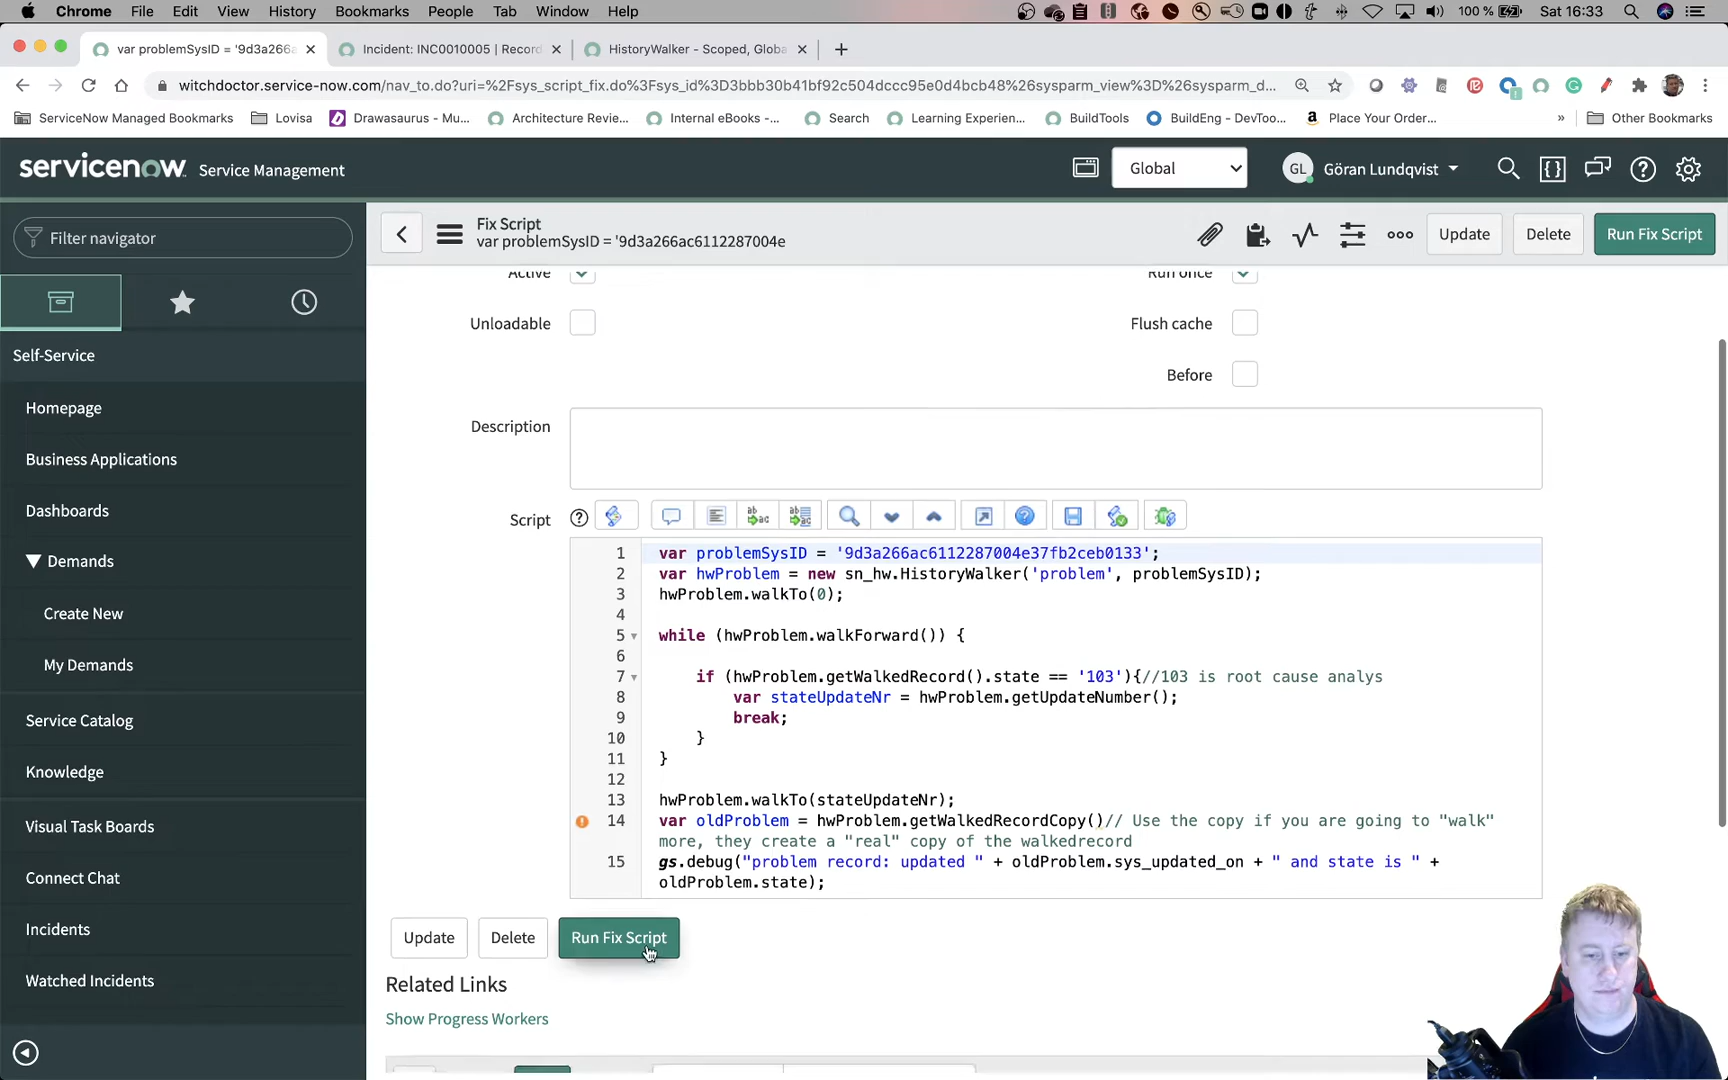 Chrome File Edit View History Bookmarks People Tab Window Help 100 % Sat 16:33
var problemSysID = '9d3a266a
Incident: INC0010005 | Record
HistoryWalker - Scoped, Globa
witchdoctor.service-now.com/nav_to.do?uri=%2Fsys_script_fix.do%3Fsys_id%3D3bbb30b41bf92c504dccc95e0d4bcb48%26sysparm_view%3D%26sysparm_d...
ServiceNow Managed Bookmarks Lovisa Drawasaurus - Mu... Architecture Revie... Internal eBooks -... Search Learning Experien... BuildTools BuildEng - DevToo... Place Your Order... » Other Bookmarks
servicenow Service Management
Global
GL Göran Lundqvist
Filter navigator
Fix Script
var problemSysID = '9d3a266ac6112287004e
Update Delete Run Fix Script
Active
Run once
Unloadable
Flush cache
Before
Self-Service
Homepage
Business Applications
Dashboards
Demands
Create New
My Demands
Service Catalog
Knowledge
Visual Task Boards
Connect Chat
Incidents
Watched Incidents
Description
Script
1 var problemSysID = '9d3a266ac6112287004e37fb2ceb0133';
2 var hwProblem = new sn_hw.HistoryWalker('problem', problemSysID);
3 hwProblem.walkTo(0);
4
5 while (hwProblem.walkForward()) {
6
7 if (hwProblem.getWalkedRecord().state == '103'){//103 is root cause analys
8 var stateUpdateNr = hwProblem.getUpdateNumber();
9 break;
10 }
11 }
12
13 hwProblem.walkTo(stateUpdateNr);
14 var oldProblem = hwProblem.getWalkedRecordCopy()// Use the copy if you are going to "walk"
more, they create a "real" copy of the walkedrecord
15 gs.debug("problem record: updated " + oldProblem.sys_updated_on + " and state is " +
oldProblem.state);
Update Delete Run Fix Script
Related Links
Show Progress Workers